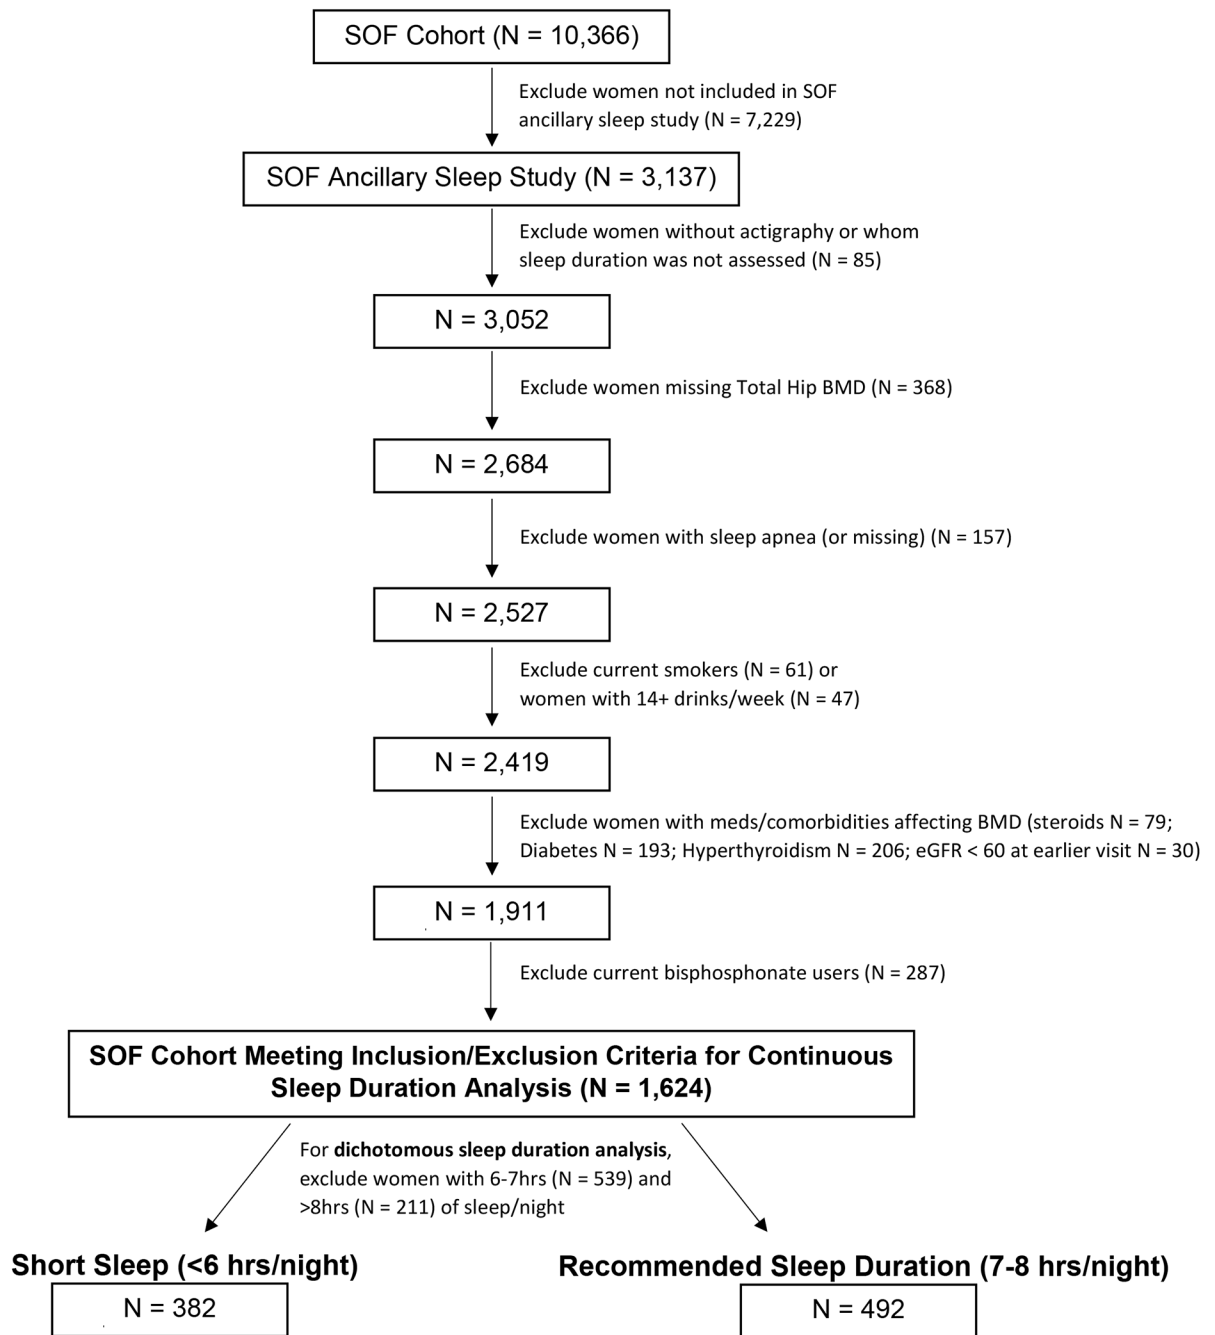 SOF Cohort (N = 10,366)
Exclude women not included in SOF
ancillary sleep study (N = 7,229)
SOF Ancillary Sleep Study (N = 3,137)
Exclude women without actigraphy or whom
sleep duration was not assessed (N = 85)
N = 3,052
Exclude women missing Total Hip BMD (N = 368)
N = 2,684
Exclude women with sleep apnea (or missing) (N = 157)
N = 2,527
Exclude current smokers (N = 61) or
women with 14+ drinks/week (N = 47)
N = 2,419
Exclude women with meds/comorbidities affecting BMD (steroids N = 79;
Diabetes N = 193; Hyperthyroidism N = 206; eGFR < 60 at earlier visit N = 30)
N = 1,911
Exclude current bisphosphonate users (N = 287)
SOF Cohort Meeting Inclusion/Exclusion Criteria for Continuous
Sleep Duration Analysis (N = 1,624)
For dichotomous sleep duration analysis,
exclude women with 6-7hrs (N = 539) and
>8hrs (N = 211) of sleep/night
Short Sleep (<6 hrs/night)
N = 382
Recommended Sleep Duration (7-8 hrs/night)
N = 492